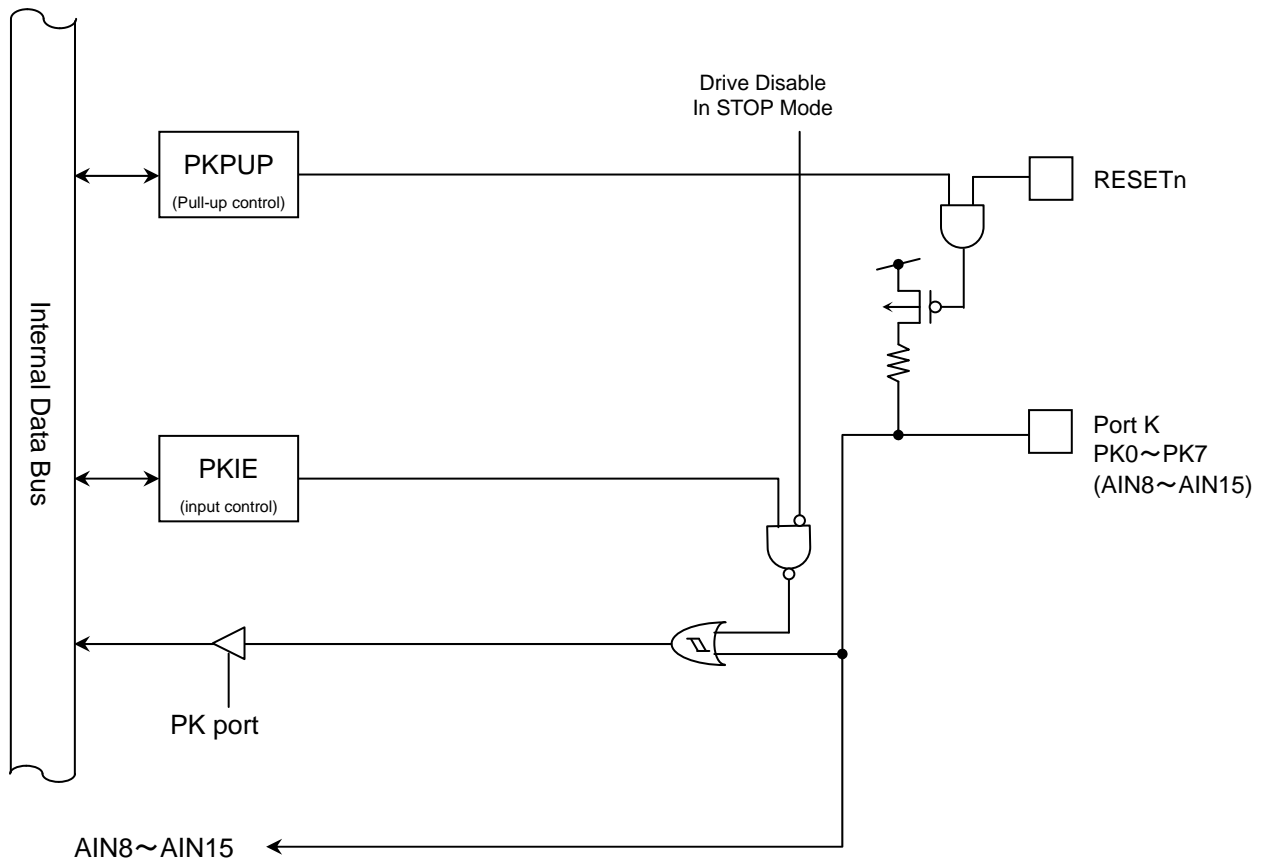 Drive Disable
In STOP Mode
PKPUP
(Pull-up control)
RESETn
Internal Data Bus
Port K
PK0～PK7
(AIN8～AIN15)
PKIE
(input control)
PK port
AIN8～AIN15